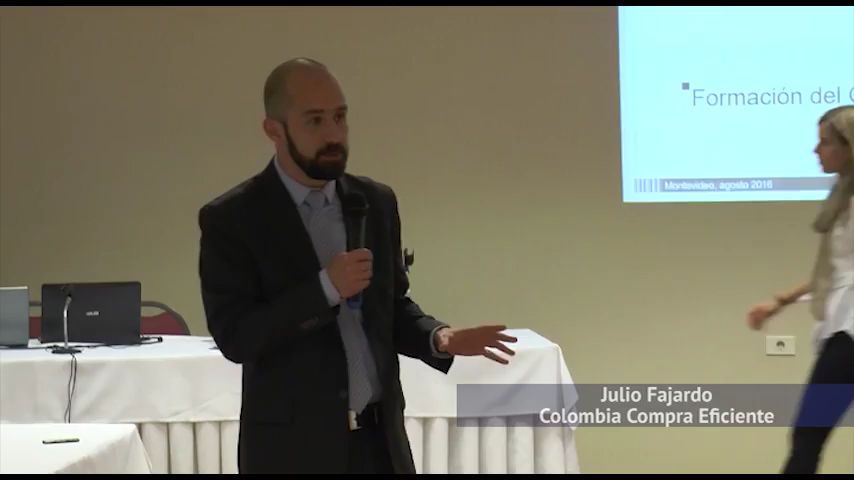 Formación del
Montevideo, agosto 2016
Julio Fajardo
Colombia Compra Eficiente